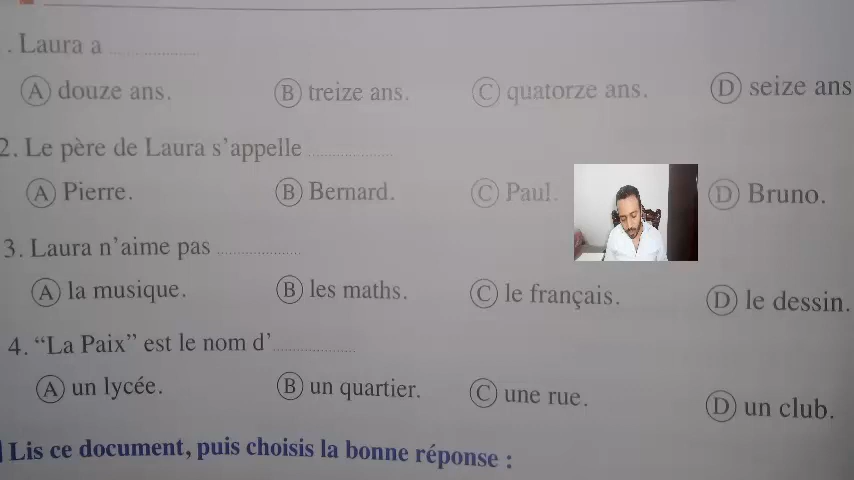 . Laura a ....................
A douze ans. B treize ans. C quatorze ans. D seize ans
2. Le père de Laura s'appelle ....................
A Pierre. B Bernard. C Paul. D Bruno.
3. Laura n'aime pas ....................
A la musique. B les maths. C le français. D le dessin.
4. “La Paix” est le nom d'....................
A un lycée. B un quartier. C une rue. D un club.
Lis ce document, puis choisis la bonne réponse :